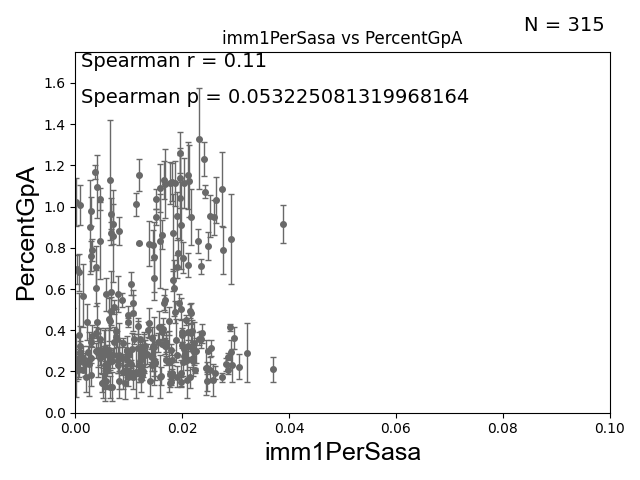 N = 315
imm1PerSasa vs PercentGpA
Spearman r = 0.11
Spearman p = 0.053225081319968164
1.6
1.4
1.2
1.0
0.8
0.6
0.4
0.2
0.0
PercentGpA
0.00 0.02 0.04 0.06 0.08 0.10
imm1PerSasa